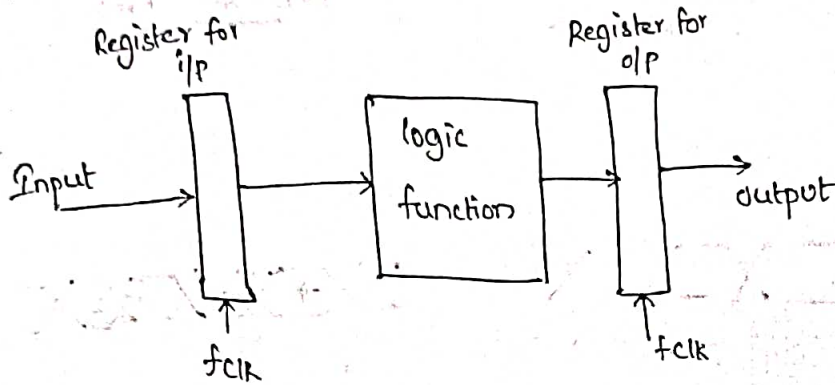 Register for
i/p
Register for
o/p
logic
function
Input
output
fclk
fclk